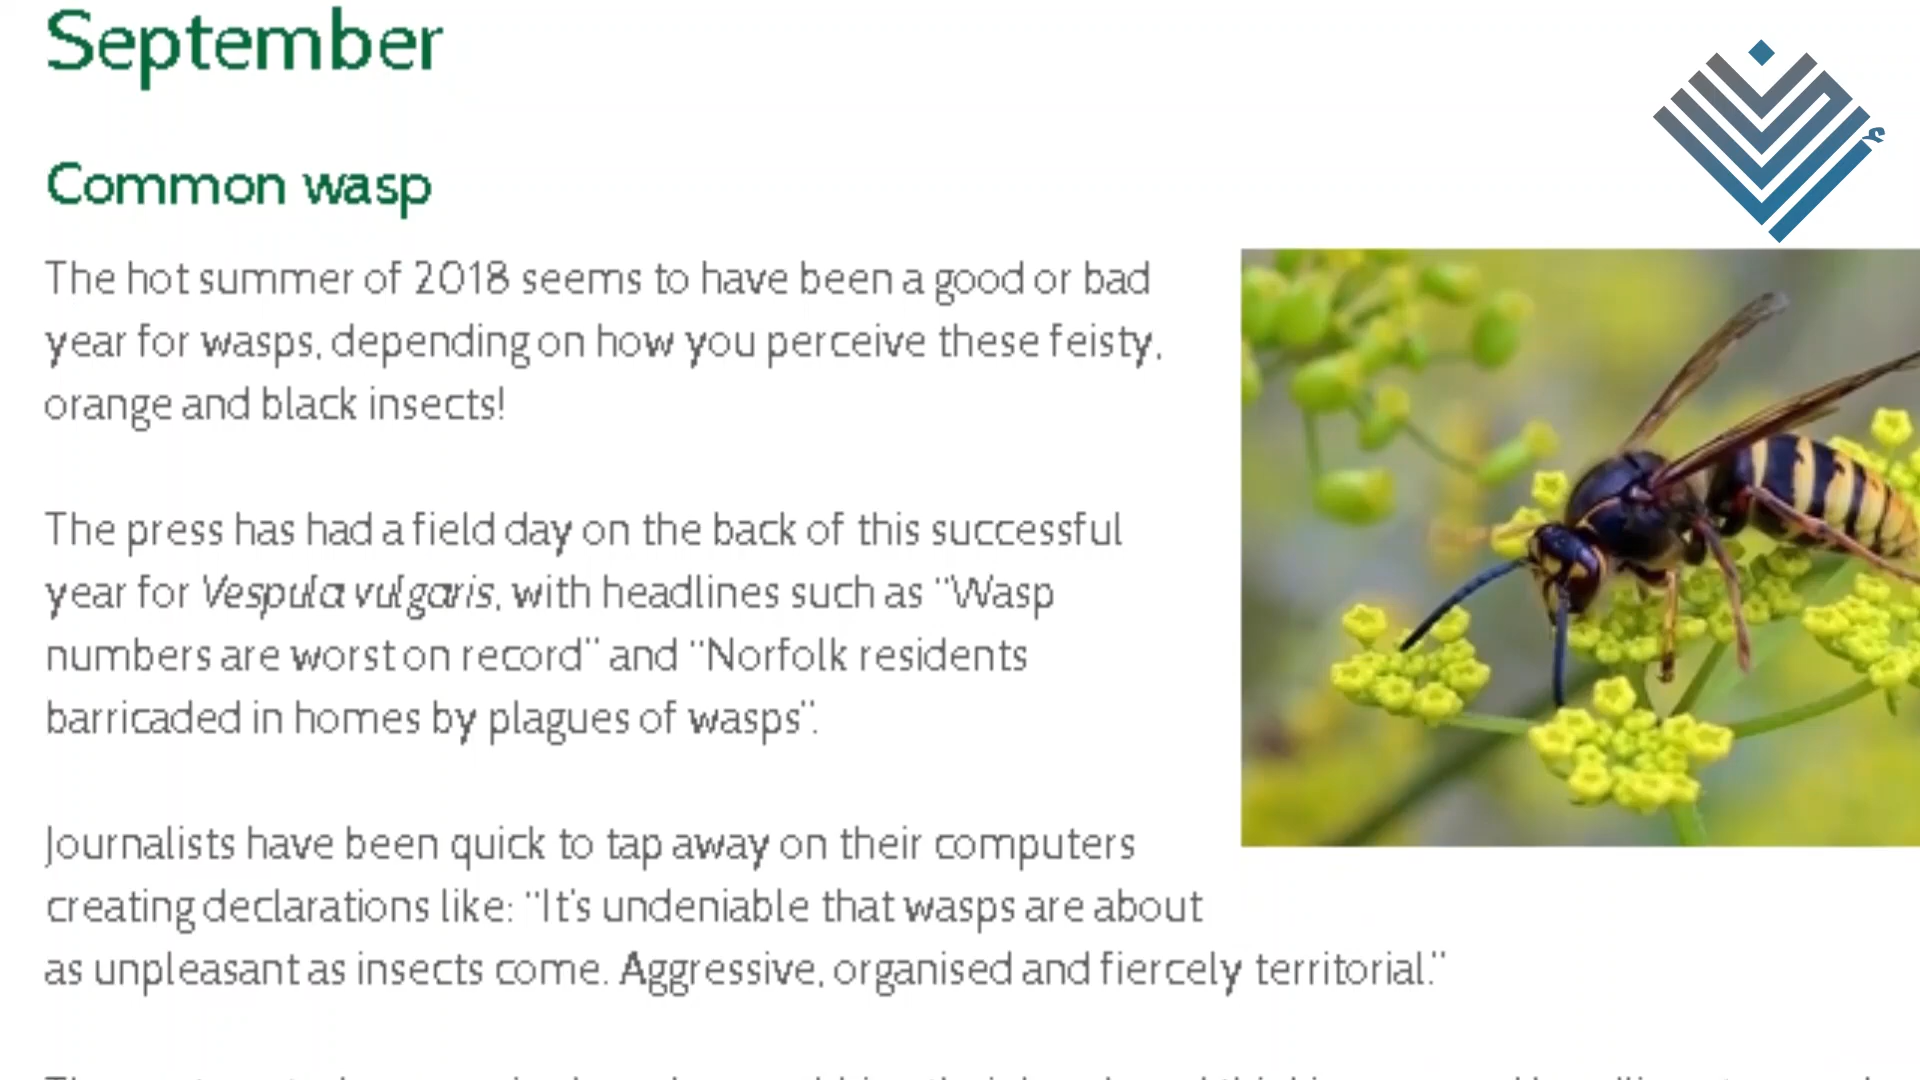 September
Common wasp
The hot summer of 2018 seems to have been a good or bad
year for wasps, depending on how you perceive these feisty,
orange and black insects!
The press has had a field day on the back of this successful
year for Vespula vulgaris, with headlines such as “Wasp
numbers are worst on record” and “Norfolk residents
barricaded in homes by plagues of wasps”.
Journalists have been quick to tap away on their computers
creating declarations like: “It’s undeniable that wasps are about
as unpleasant as insects come. Aggressive, organised and fiercely territorial.”